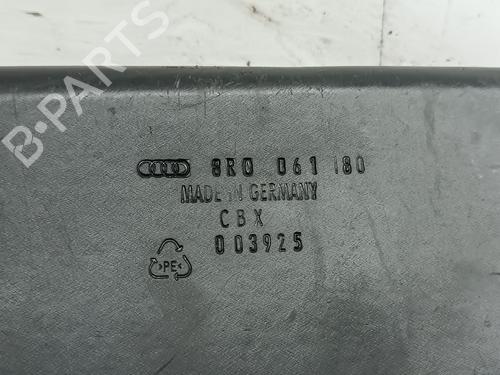 8R0 061 180
MADE IN GERMANY
CBX
003925
>PE<
B-PARTS